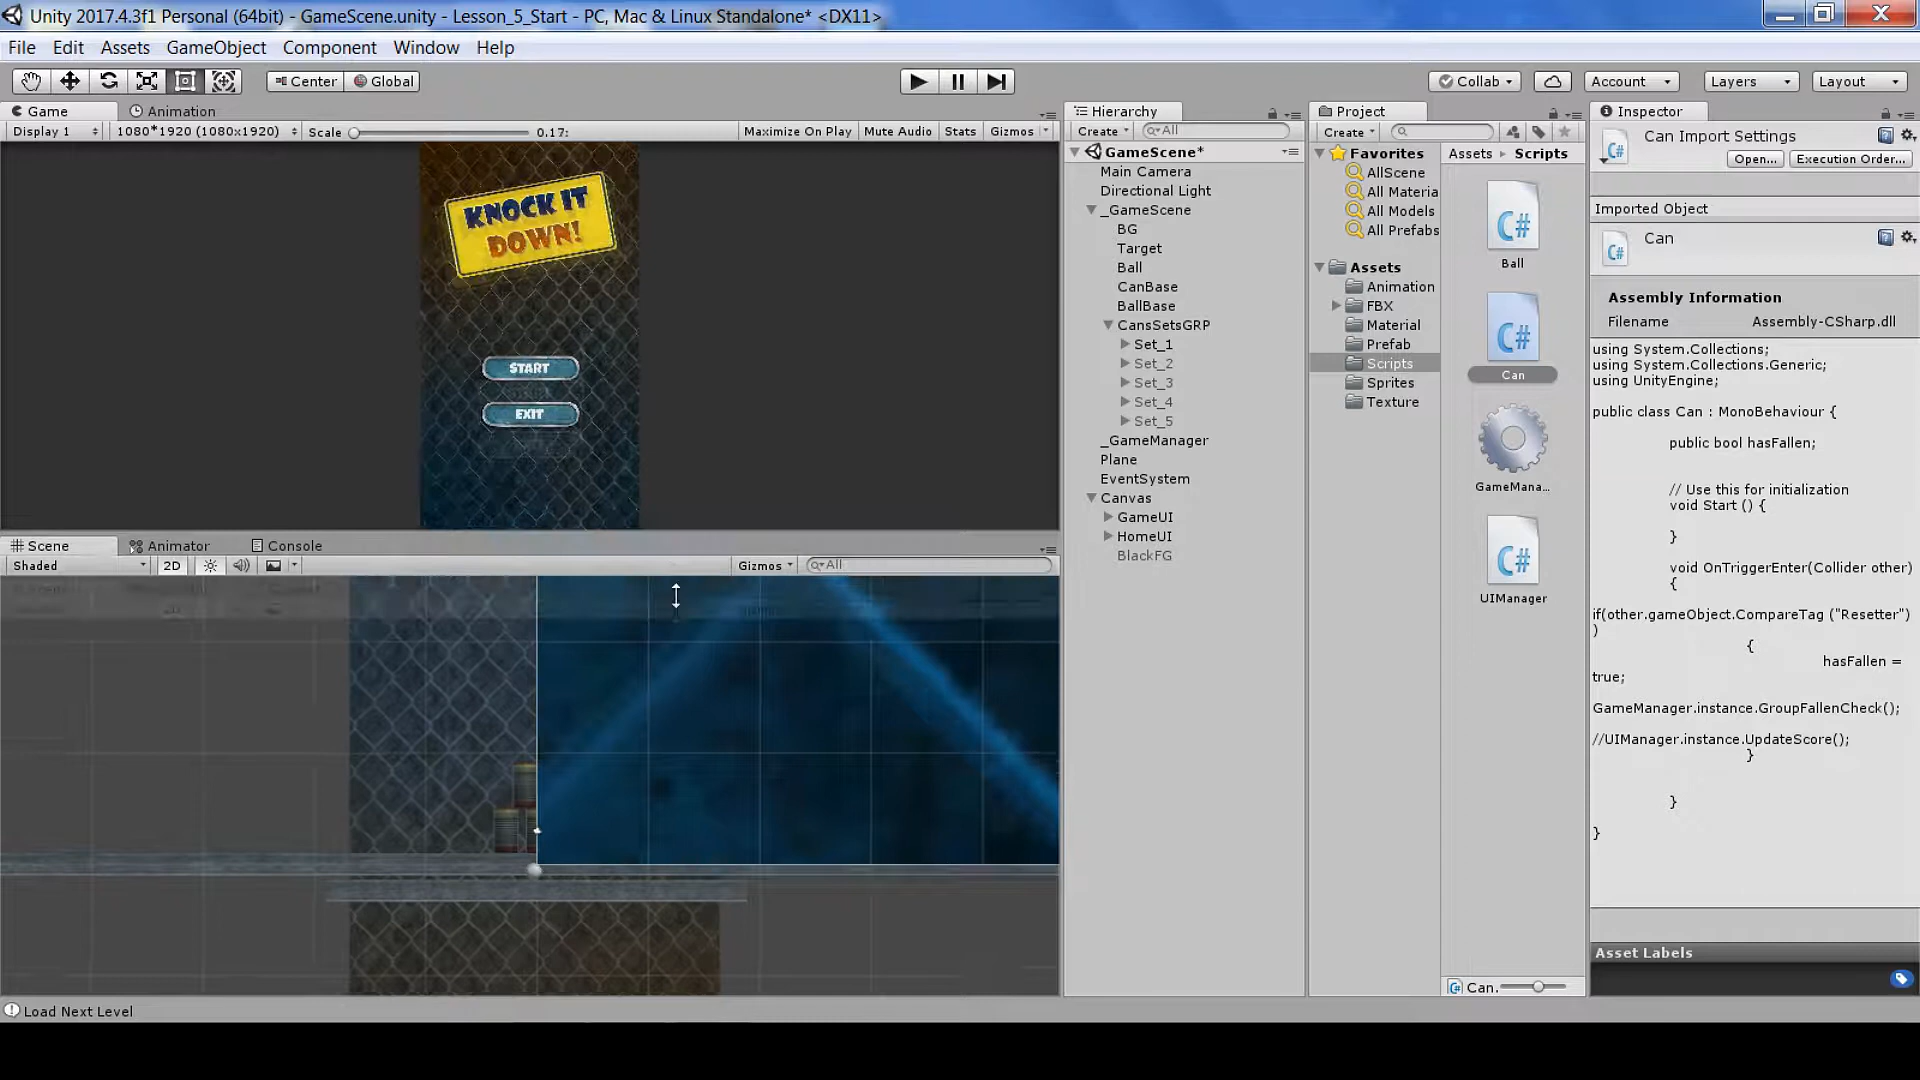 Unity 2017.4.3f1 Personal (64bit) - GameScene.unity - Lesson_5_Start - PC, Mac & Linux Standalone* <DX11>
File Edit Assets GameObject Component Window Help
Center Global Collab Account Layers Layout
Game Animation
Display 1 1080*1920 (1080x1920) Scale 0.17: Maximize On Play Mute Audio Stats Gizmos
KNOCK IT
DOWN!
START
EXIT
Scene Animator Console
Shaded 2D Gizmos All
Hierarchy
Create All
GameScene*
Main Camera
Directional Light
_GameScene
BG
Target
Ball
CanBase
BallBase
CansSetsGRP
Set_1
Set_2
Set_3
Set_4
Set_5
_GameManager
Plane
EventSystem
Canvas
GameUI
HomeUI
BlackFG
Project
Create
Favorites
AllScene
All Materia
All Models
All Prefabs
Assets
Animation
FBX
Material
Prefab
Scripts
Sprites
Texture
Assets Scripts
C#
Ball
C#
Can
GameMana...
C#
UIManager
C# Can.
Inspector
C# Can Import Settings
Open... Execution Order...
Imported Object
C# Can
Assembly Information
Filename Assembly-CSharp.dll
using System.Collections;
using System.Collections.Generic;
using UnityEngine;
public class Can : MonoBehaviour {
public bool hasFallen;
// Use this for initialization
void Start () {
}
void OnTriggerEnter(Collider other)
{
if(other.gameObject.CompareTag ("Resetter")
)
{
hasFallen =
true;
GameManager.instance.GroupFallenCheck();
//UIManager.instance.UpdateScore();
}
}
}
Asset Labels
Load Next Level